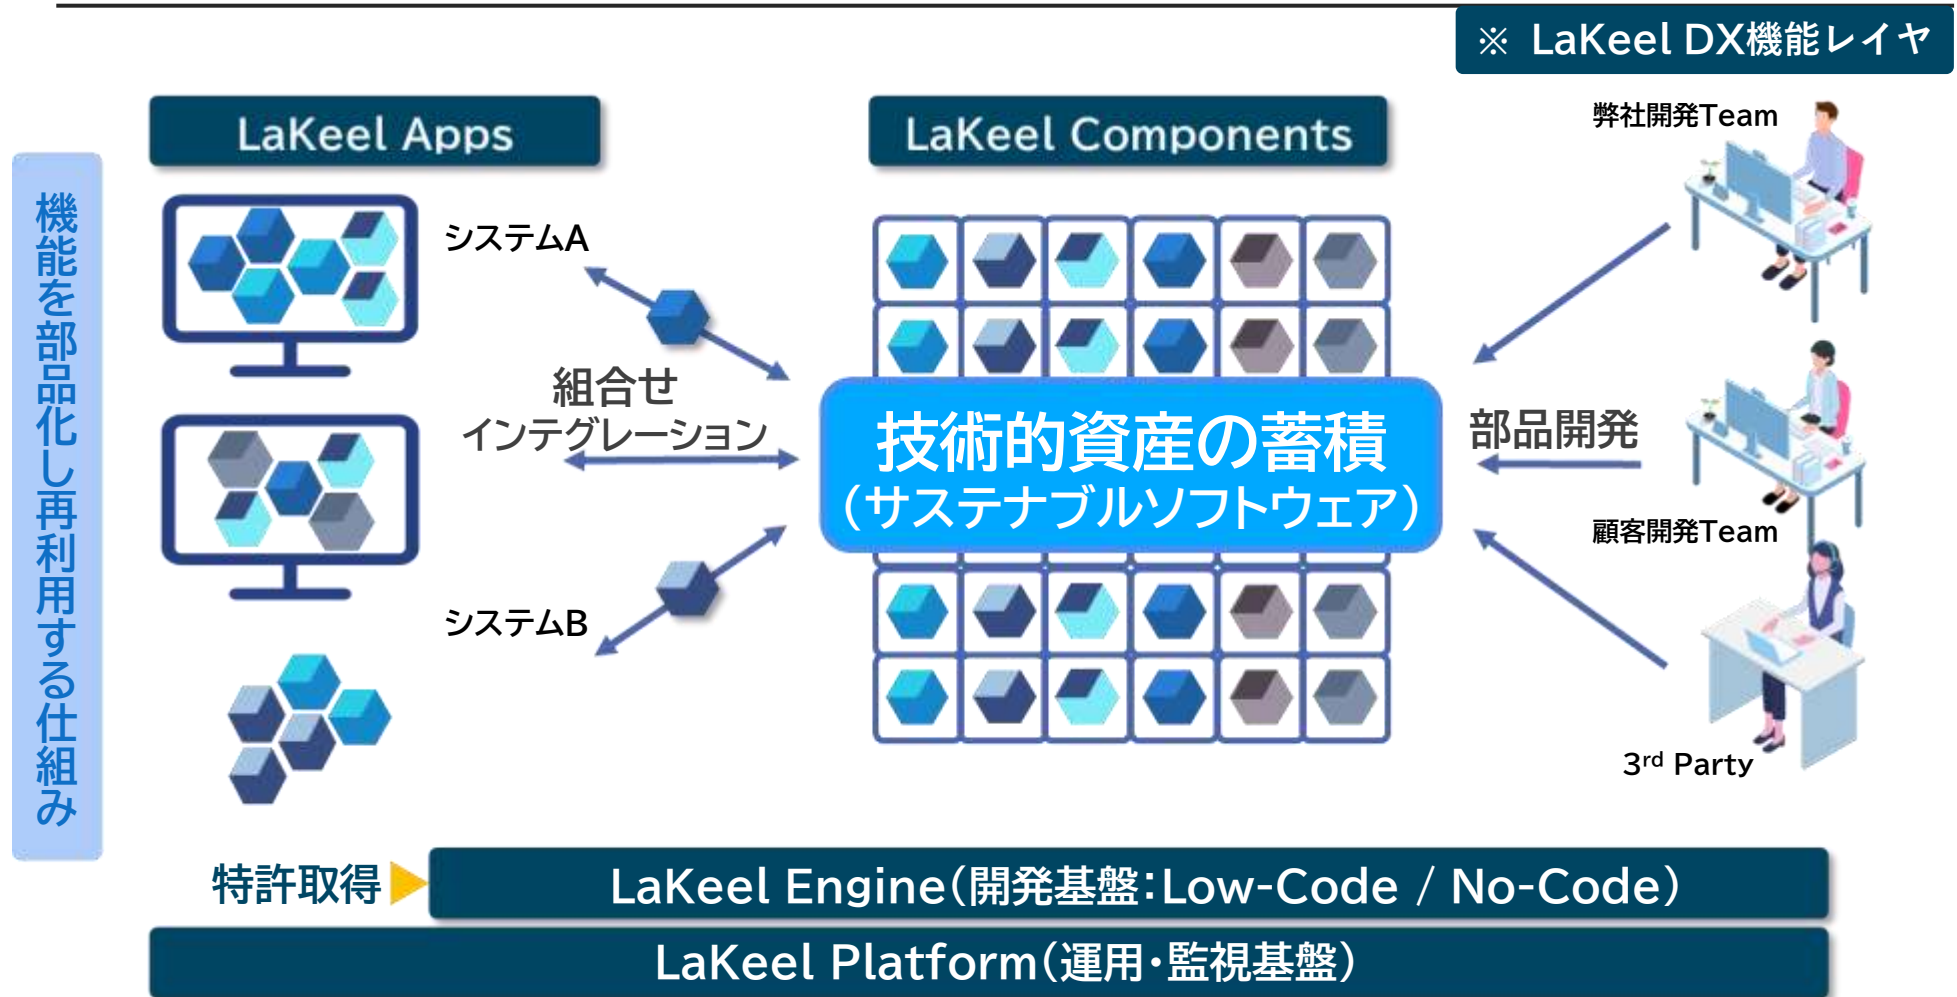 ※ LaKeel DX機能レイヤ
LaKeel Apps
LaKeel Components
弊社開発Team
機能を部品化し再利用する仕組み
システムA
組合せ
インテグレーション
技術的資産の蓄積
(サステナブルソフトウェア)
部品開発
顧客開発Team
システムB
3rd Party
特許取得
LaKeel Engine(開発基盤:Low-Code / No-Code)
LaKeel Platform(運用・監視基盤)